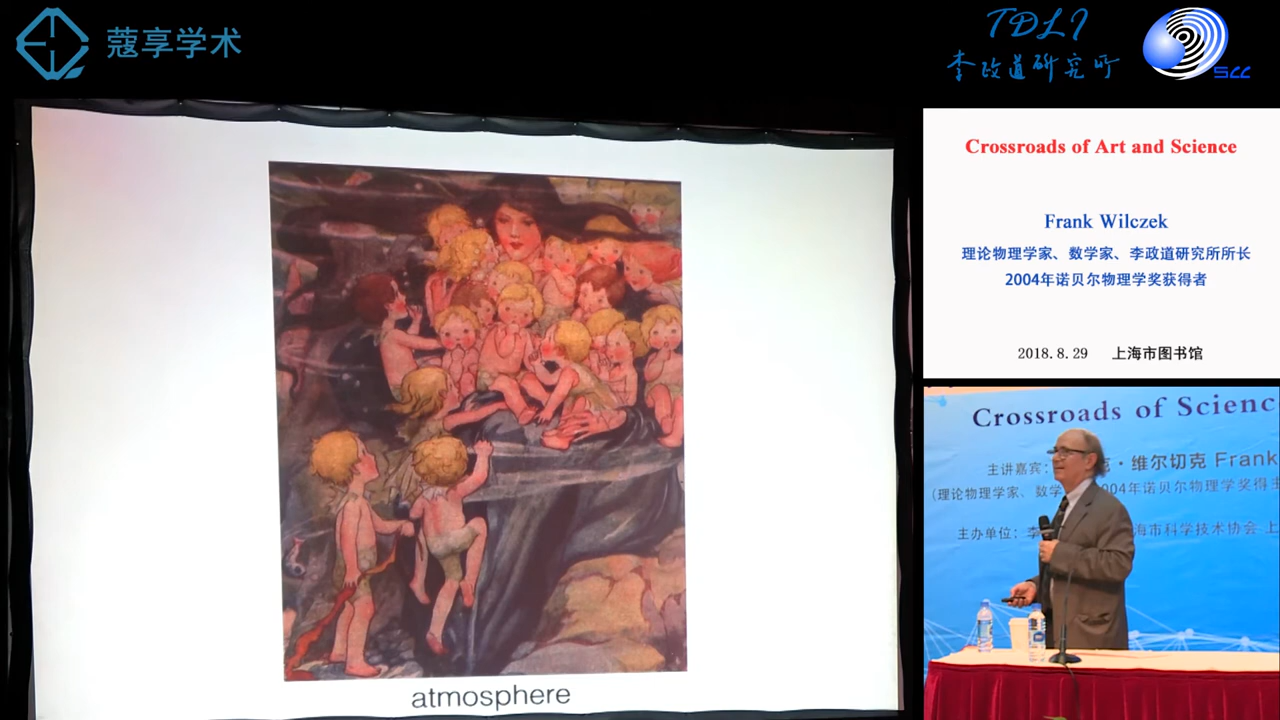 蔻享学术
TDLI
李政道研究所
SCC
Crossroads of Art and Science
Frank Wilczek
理论物理学家、数学家、李政道研究所所长
2004年诺贝尔物理学奖获得者
2018.8.29 上海市图书馆
atmosphere
Crossroads of Scienc
主讲嘉宾: 克·维尔切克 Frank
(理论物理学家、数学 004年诺贝尔物理学奖得主
主办单位: 李 海市科学技术协会 上